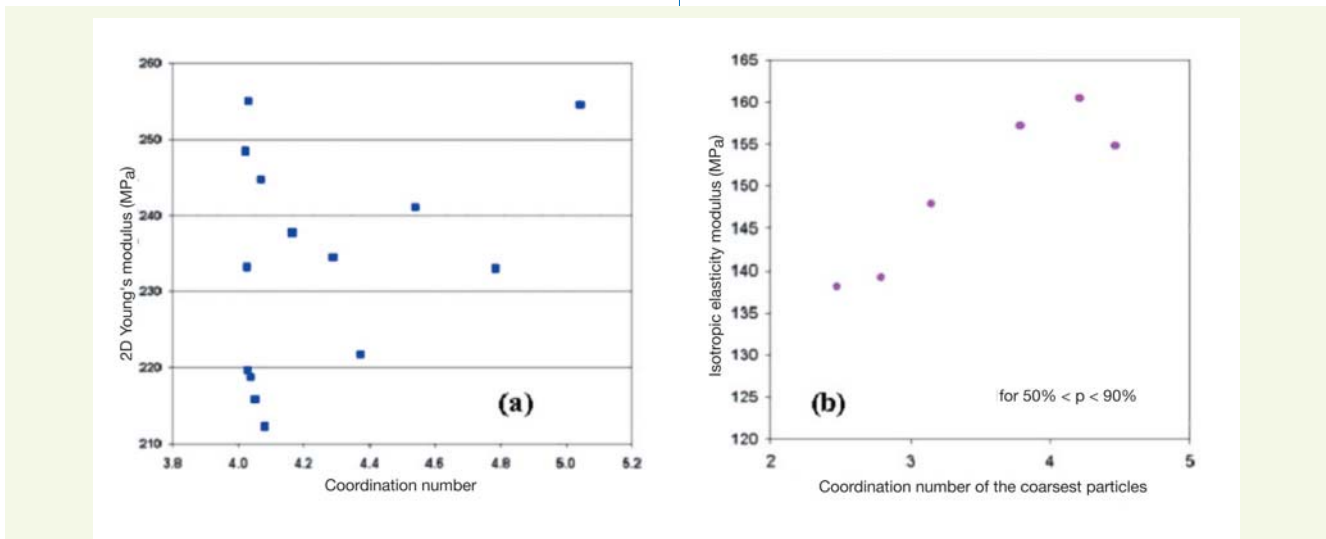 260
250
240
230
220
210
2D Young's modulus (MPa)
3.8 4.0 4.2 4.4 4.6 4.8 5.0 5.2
Coordination number
(a)
165
160
155
150
145
140
135
130
125
120
Isotropic elasticity modulus (MPa)
(b)
for 50% < p < 90%
2 3 4 5
Coordination number of the coarsest particles